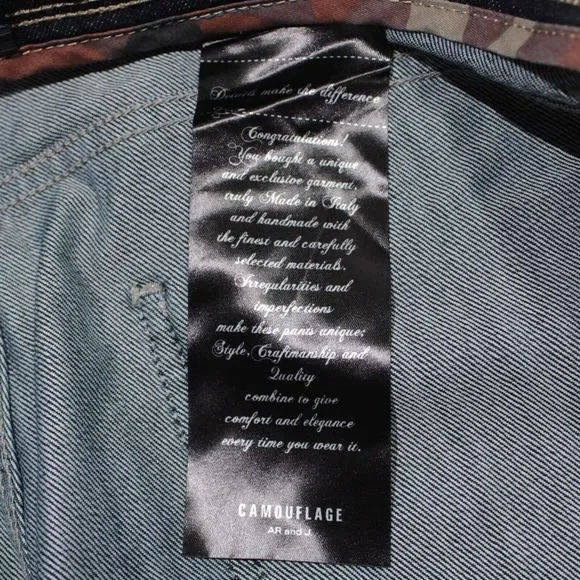 Details make the difference
Congratulations!
You bought a unique
and exclusive garment,
truly Made in Italy
and handmade with
the finest and carefully
selected materials.
Irregularities and
imperfections
make these pants unique;
Style, Craftmanship and
Quality
combine to give
comfort and elegance
every time you wear it.
CAMOUFLAGE
AR and J.